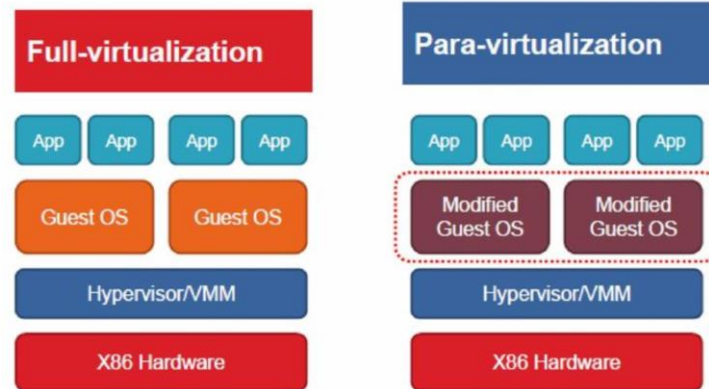 Full-virtualization
App App App App
Guest OS Guest OS
Hypervisor/VMM
X86 Hardware
Para-virtualization
App App App App
Modified Guest OS Modified Guest OS
Hypervisor/VMM
X86 Hardware